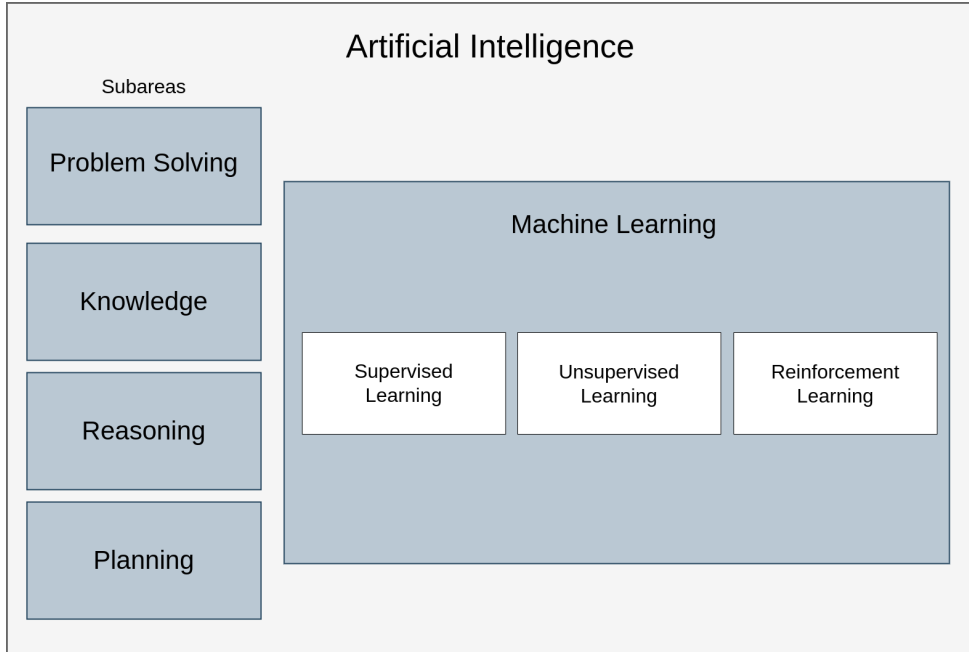 Artificial Intelligence
Subareas
Problem Solving
Knowledge
Reasoning
Planning
Machine Learning
Supervised
Learning
Unsupervised
Learning
Reinforcement
Learning